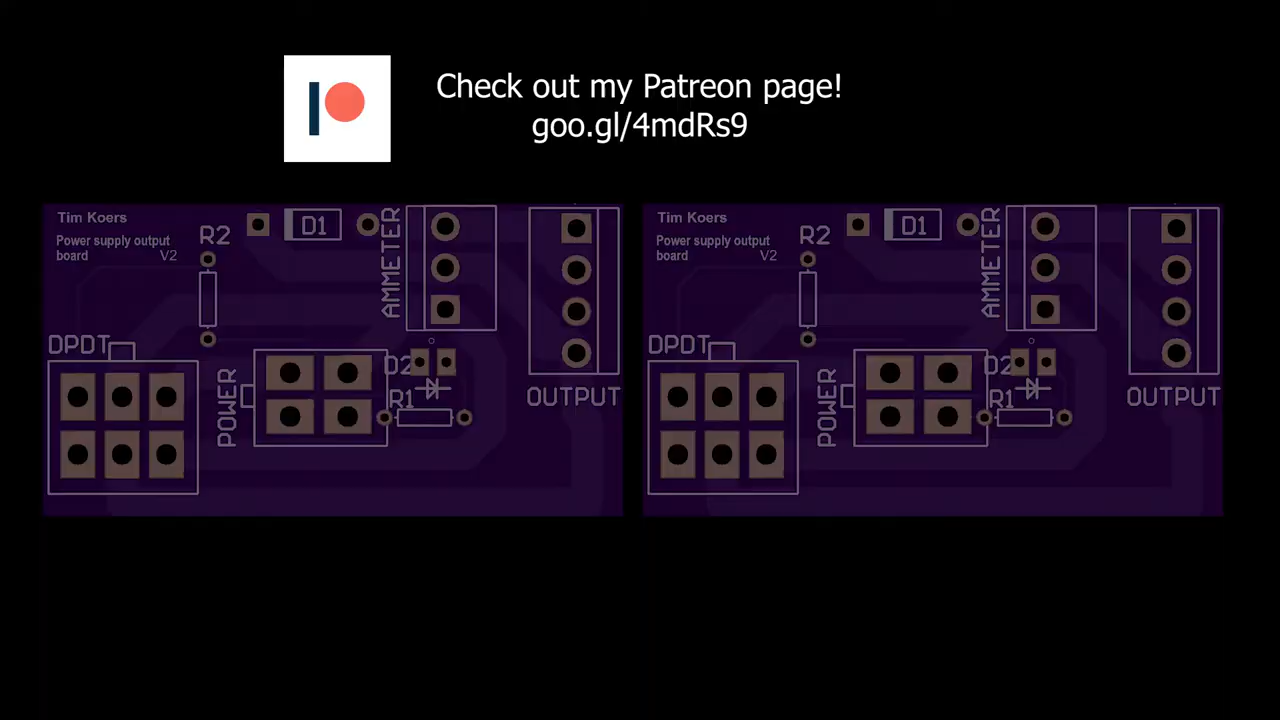 Check out my Patreon page!
goo.gl/4mdRs9
Tim Koers
Power supply output
board V2
R2
D1
AMMETER
DPDT
POWER
D2
R1
OUTPUT
Tim Koers
Power supply output
board V2
R2
D1
AMMETER
DPDT
POWER
D2
R1
OUTPUT